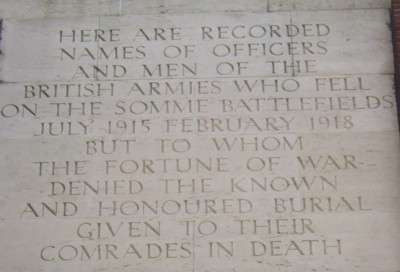 HERE ARE RECORDED
NAMES OF OFFICERS
AND MEN OF THE
BRITISH ARMIES WHO FELL
ON THE SOMME BATTLEFIELDS
JULY 1915 FEBRUARY 1918
BUT TO WHOM
THE FORTUNE OF WAR
DENIED THE KNOWN
AND HONOURED BURIAL
GIVEN TO THEIR
COMRADES IN DEATH